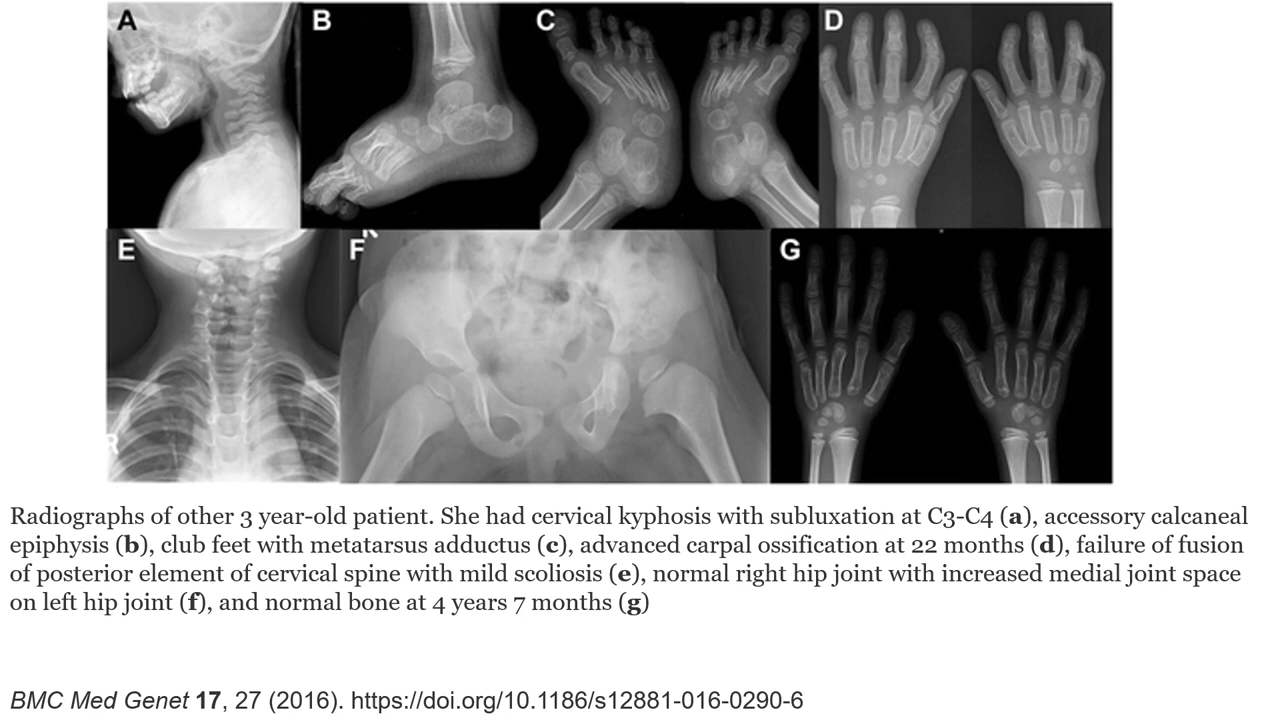 A
B
C
D
E
F
G
R
Radiographs of other 3 year-old patient. She had cervical kyphosis with subluxation at C3-C4 (a), accessory calcaneal
epiphysis (b), club feet with metatarsus adductus (c), advanced carpal ossification at 22 months (d), failure of fusion
of posterior element of cervical spine with mild scoliosis (e), normal right hip joint with increased medial joint space
on left hip joint (f), and normal bone at 4 years 7 months (g)
BMC Med Genet 17, 27 (2016). https://doi.org/10.1186/s12881-016-0290-6